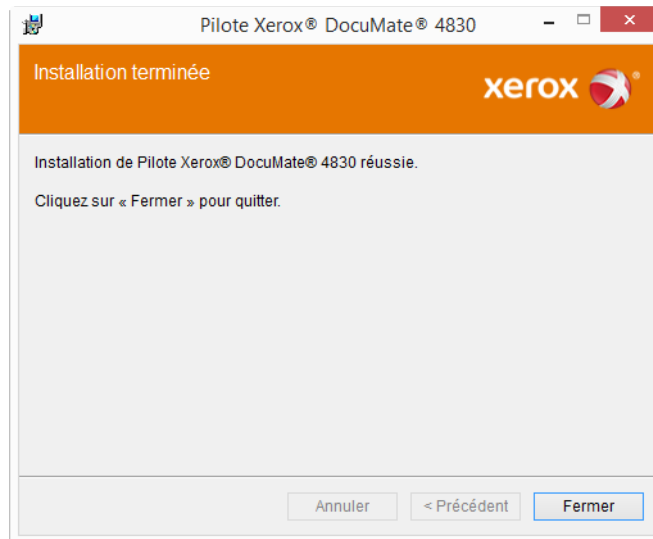 Pilote Xerox® DocuMate® 4830
Installation terminée
xerox ®
Installation de Pilote Xerox® DocuMate® 4830 réussie.
Cliquez sur « Fermer » pour quitter.
Annuler
< Précédent
Fermer